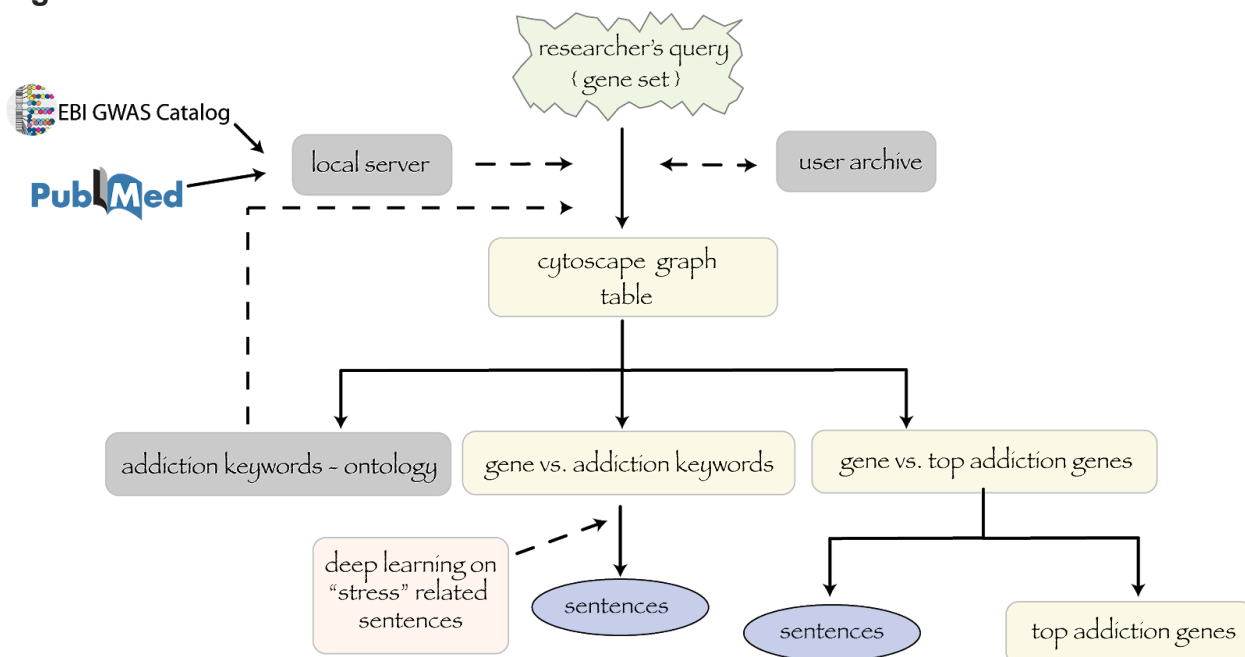 researcher's query
{ gene set }
EBI GWAS Catalog
PubMed
local server
user archive
cytoscape graph
table
addiction keywords - ontology
gene vs. addiction keywords
gene vs. top addiction genes
deep learning on
“stress” related
sentences
sentences
sentences
top addiction genes